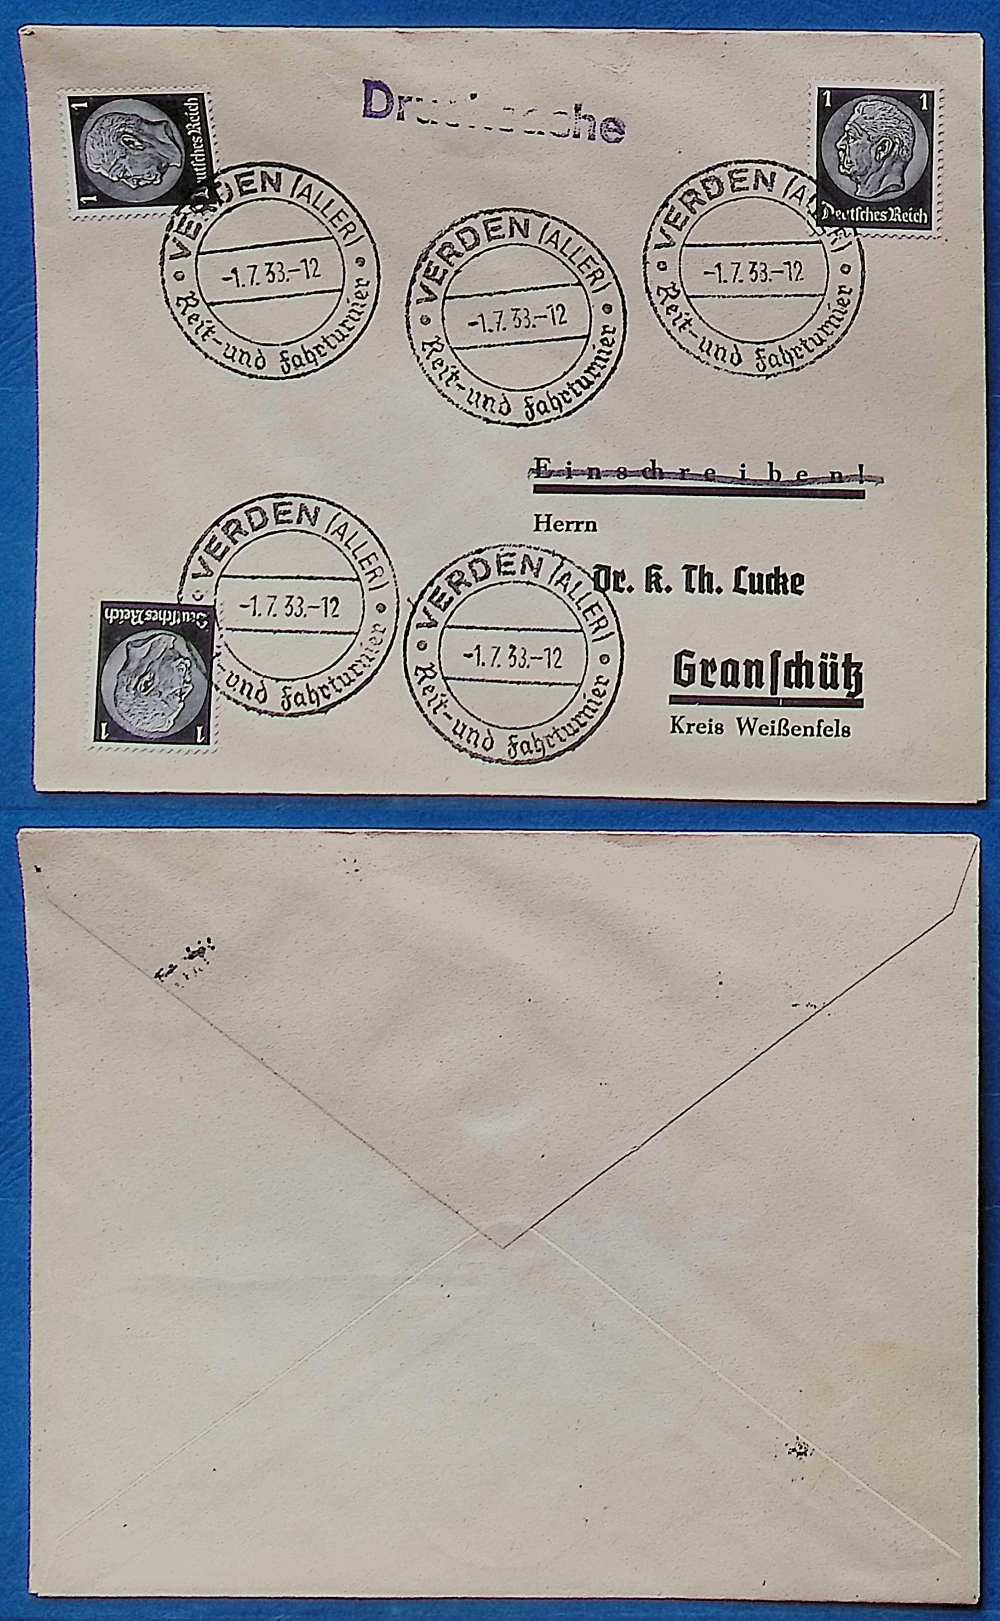 Drucksache
1
Deutsches Reich
1
1 1
Deutsches Reich
VERDEN (ALLER)
-1.7.33.-12
Reit- und Fahrturnier
VERDEN (ALLER)
-1.7.33.-12
Reit- und Fahrturnier
VERDEN (ALLER)
-1.7.33.-12
Reit- und Fahrturnier
Einschreiben!
Herrn
Dr. K. Th. Lucke
Granschütz
Kreis Weißenfels
VERDEN (ALLER)
-1.7.33.-12
-und Fahrturnier
VERDEN (ALLER)
-1.7.33.-12
Reit- und Fahrturnier
Deutsches Reich
1 1